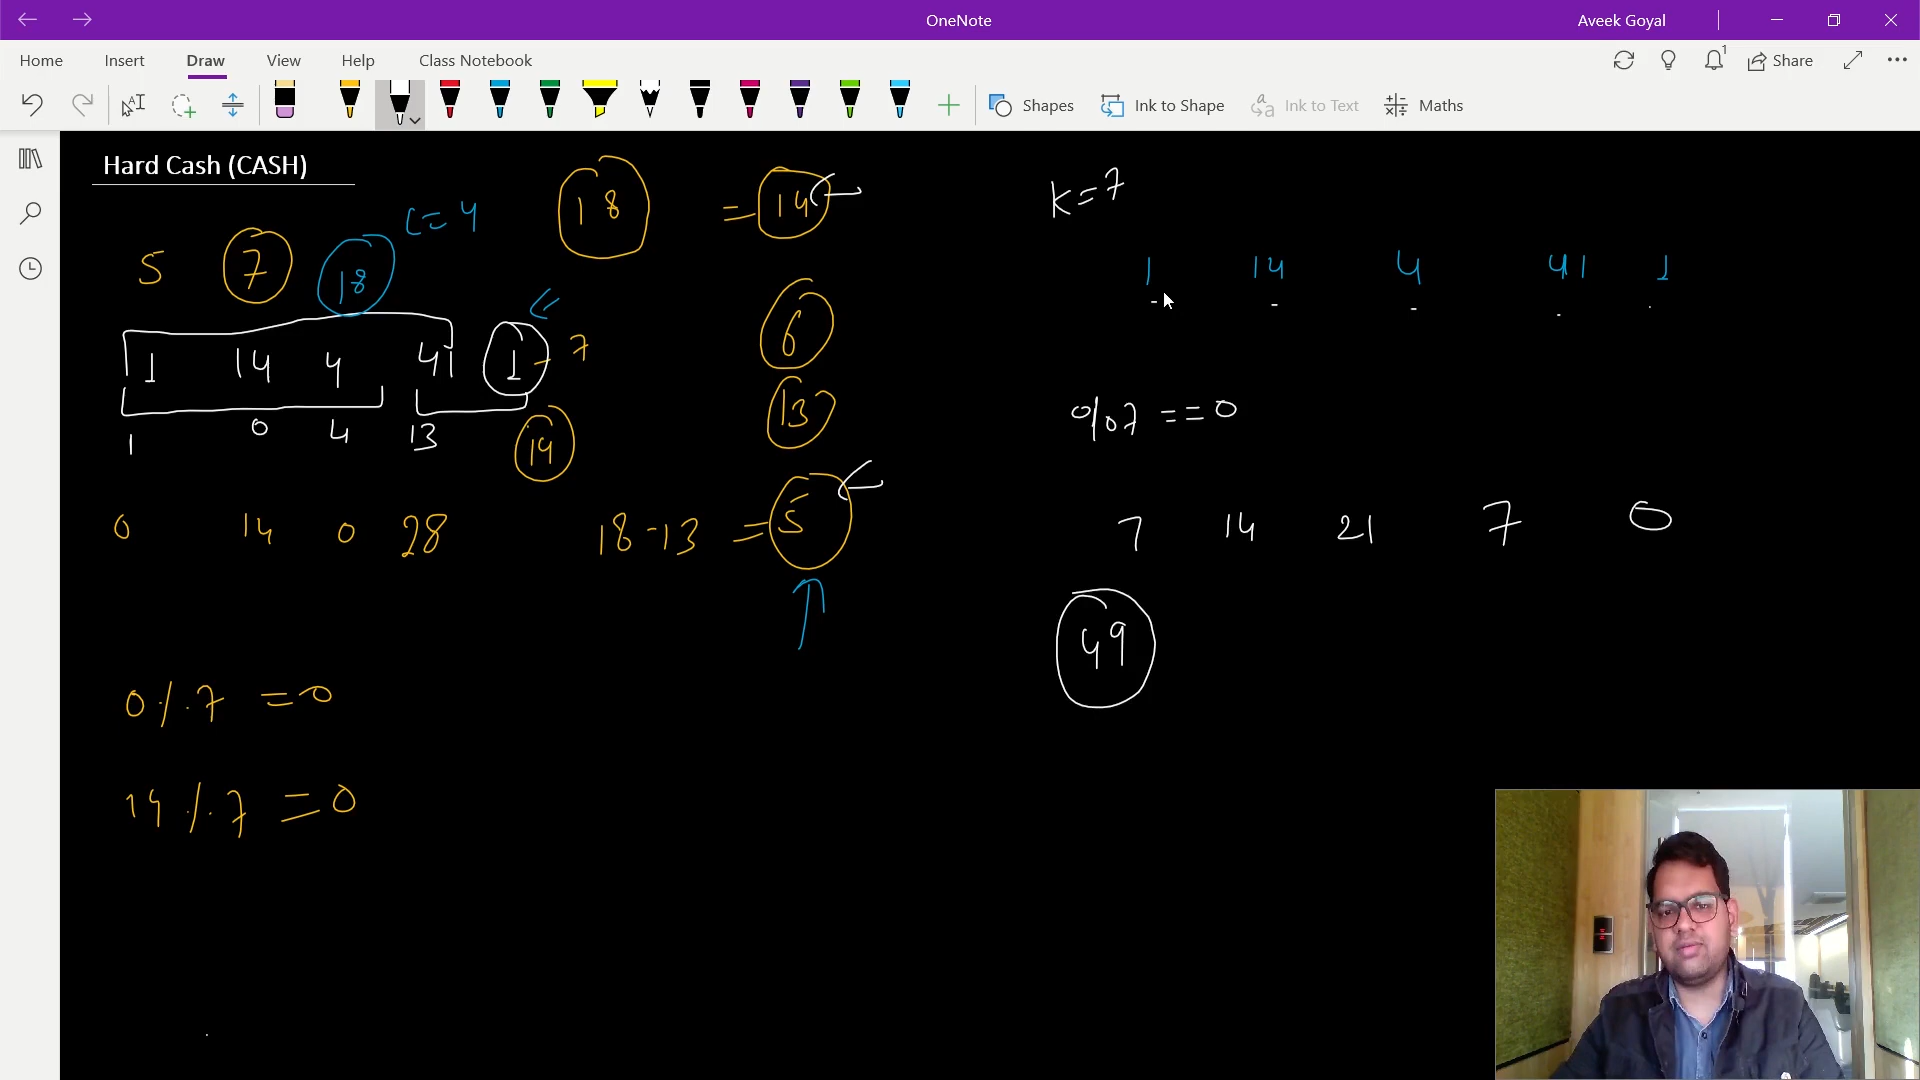 OneNote
Aveek Goyal
Home Insert Draw View Help Class Notebook
1 Share
Shapes Ink to Shape Ink to Text Maths
Hard Cash (CASH)
c=4 18 =14 K=7
5 7 18
1 14 4 41 1
6
1 14 4 41 1 7
13
%7 ==0
1 0 4 13 14
0 14 0 28 18-13 =5
7 14 21 7 0
49
0%7 =0
14%7 =0